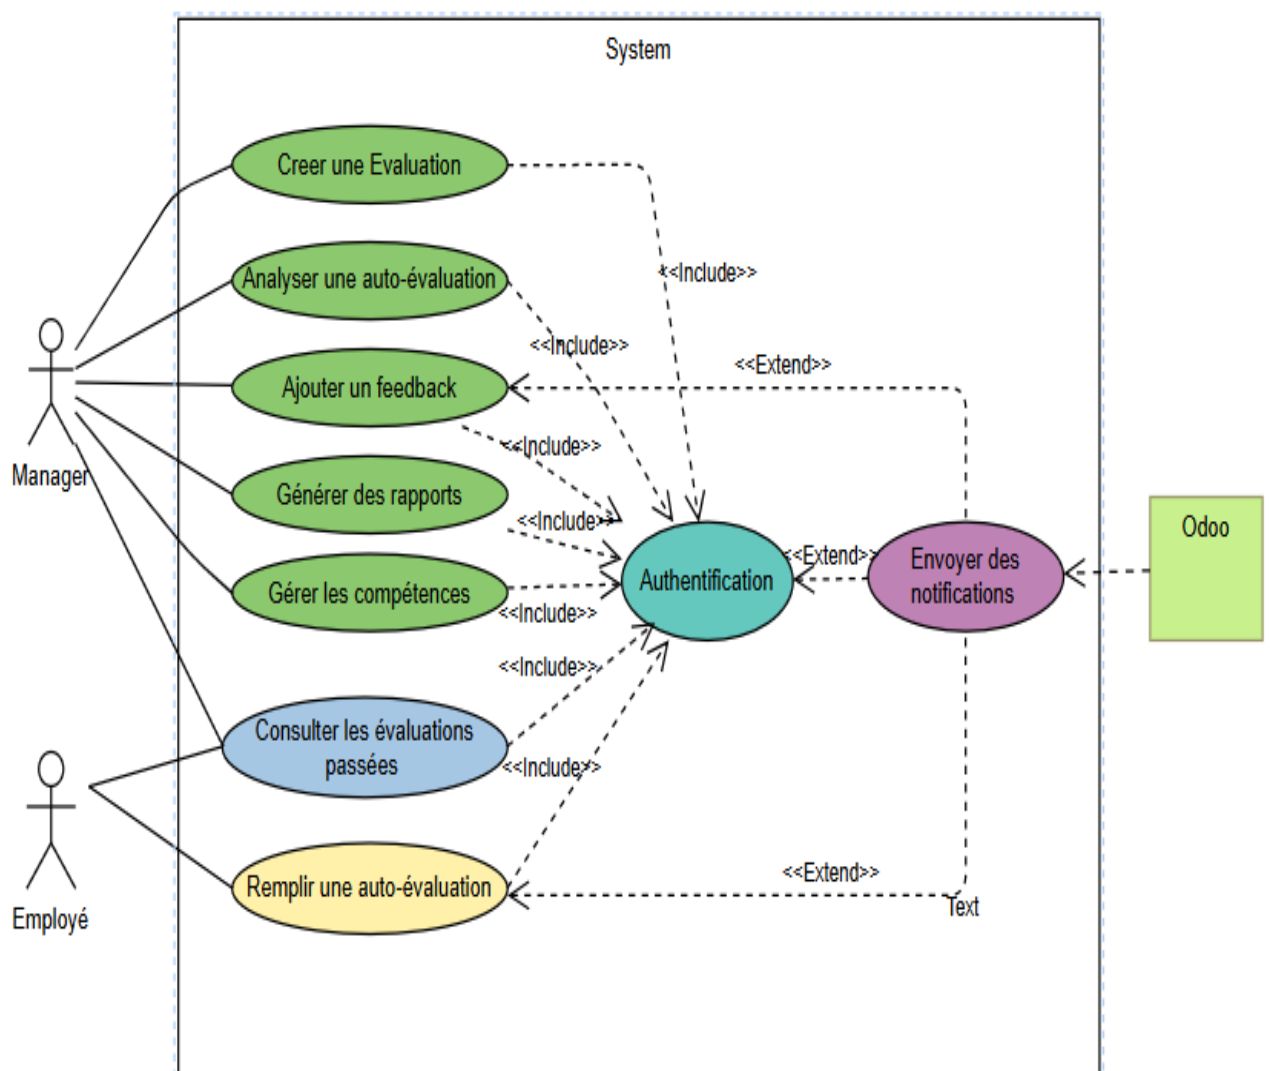 System
Creer une Evaluation
<<Include>>
Analyser une auto-évaluation
<<Include>>
<<Extend>>
Ajouter un feedback
<<Include>>
Manager
Générer des rapports
<<Include>>
Odoo
<<Extend>>
Envoyer des
notifications
Authentification
Gérer les compétences
<<Include>>
<<Include>>
Consulter les évaluations
passées
<<Include>>
Employé
Remplir une auto-évaluation
<<Extend>>
Text